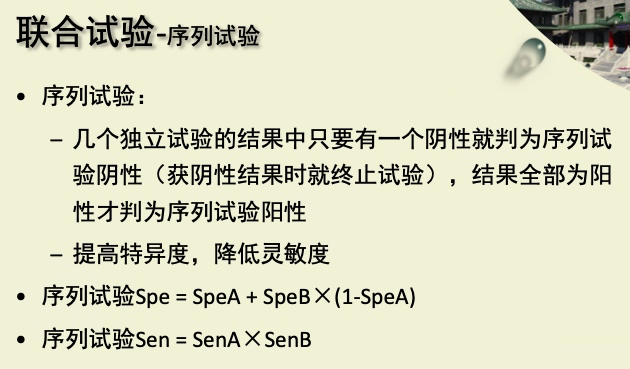 联合试验-序列试验
• 序列试验：
– 几个独立试验的结果中只要有一个阴性就判为序列试
验阴性（获阴性结果时就终止试验），结果全部为阳
性才判为序列试验阳性
– 提高特异度，降低灵敏度
• 序列试验Spe = SpeA + SpeB×(1-SpeA)
• 序列试验Sen = SenA×SenB